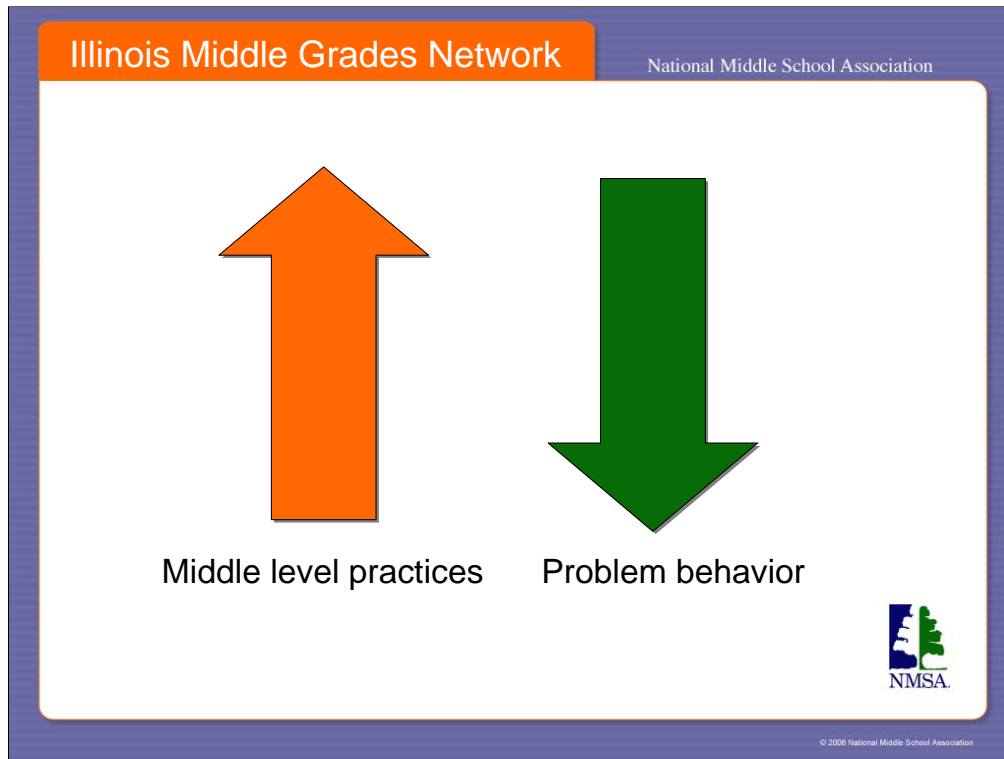 Illinois Middle Grades Network
National Middle School Association
Middle level practices
Problem behavior
NMSA.
© 2006 National Middle School Association